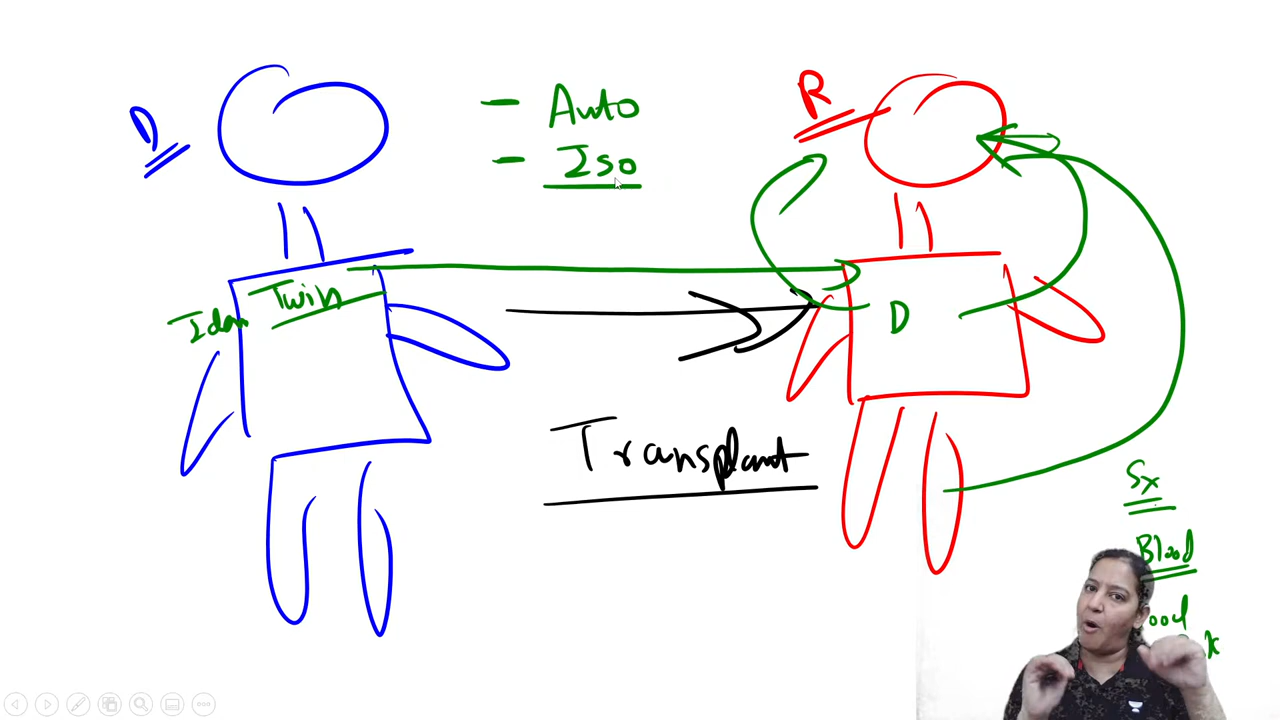 D
- Auto
- Iso
R
Iden Twin
D
Transplant
Sx
Blood